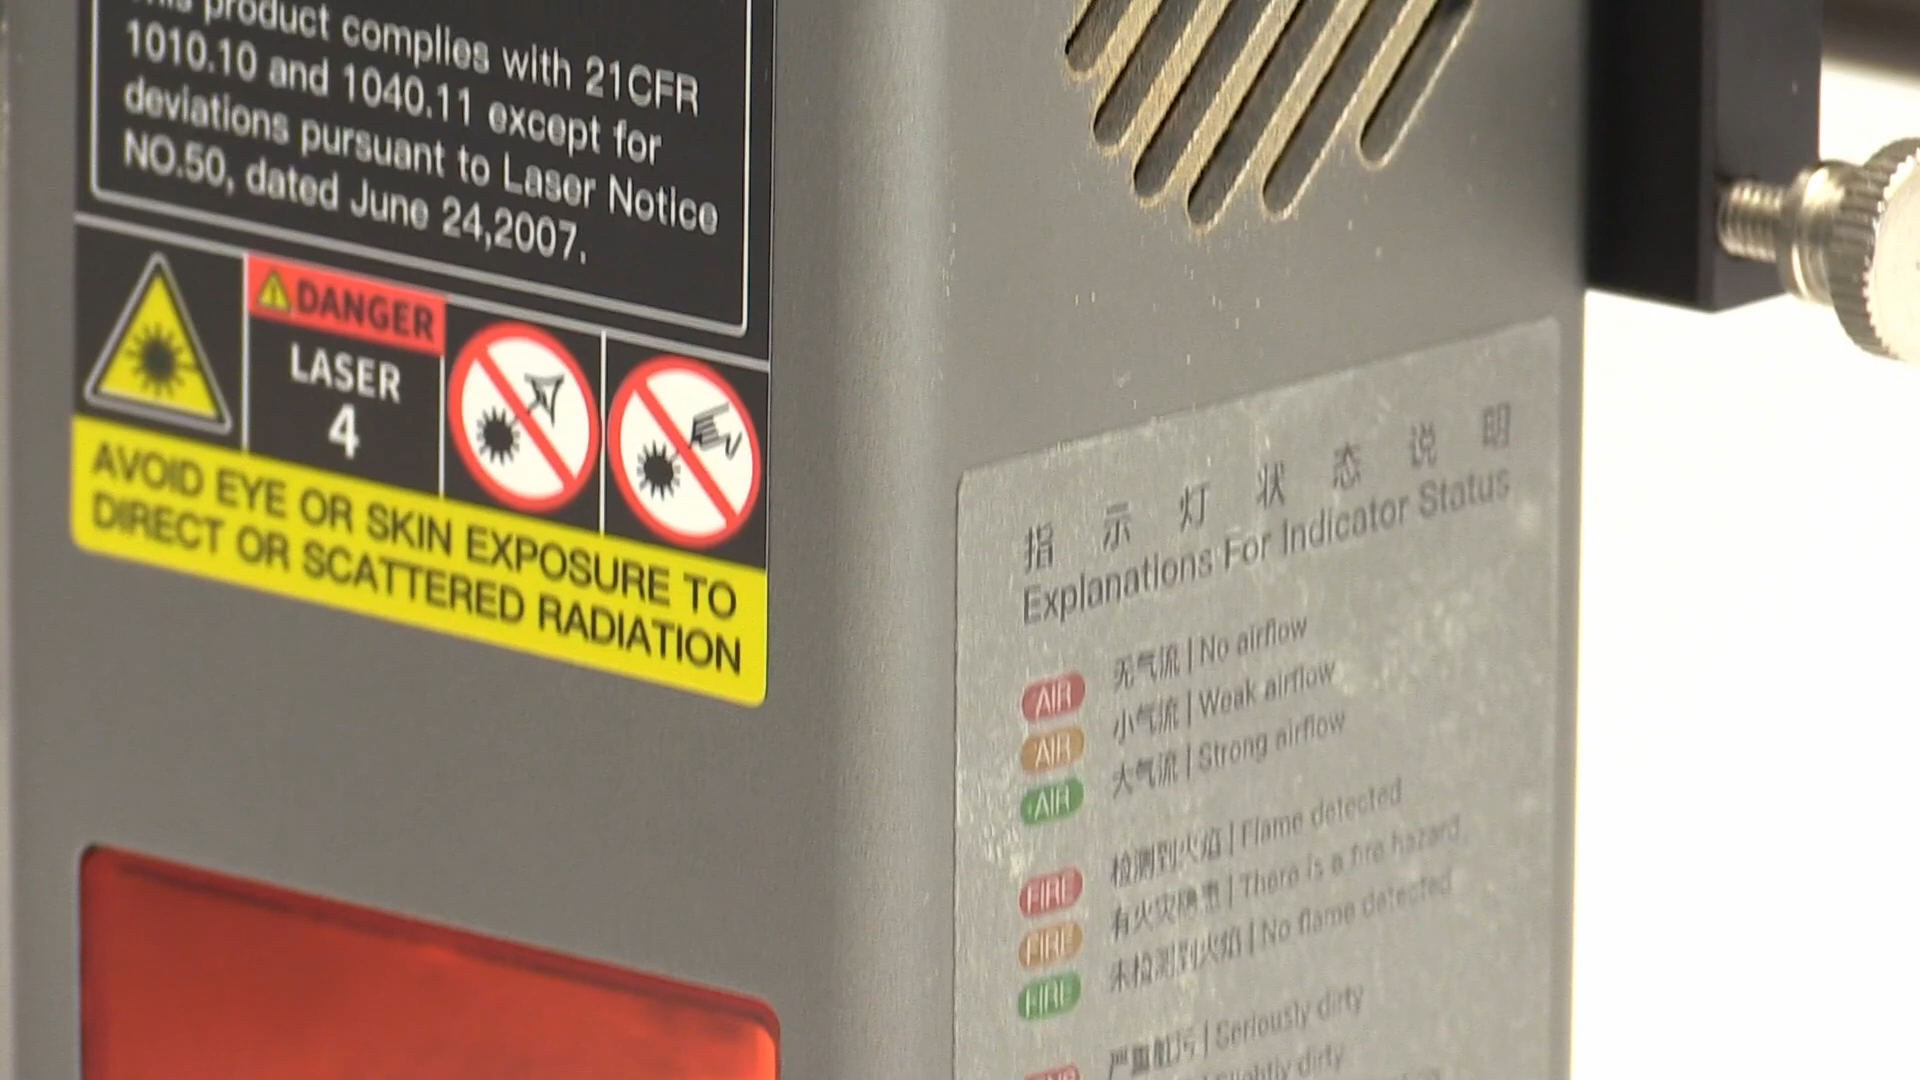 This product complies with 21CFR
1010.10 and 1040.11 except for
deviations pursuant to Laser Notice
NO.50, dated June 24,2007.
DANGER
LASER
4
AVOID EYE OR SKIN EXPOSURE TO
DIRECT OR SCATTERED RADIATION
指示灯状态说明
Explanations For Indicator Status
AIR 无气流 | No airflow
AIR 小气流 | Weak airflow
AIR 大气流 | Strong airflow
FIRE 检测到火焰 | Flame detected
FIRE 有火灾隐患 | There is a fire hazard
FIRE 未检测到火焰 | No flame detected
严重脏污 | Seriously dirty
Slightly dirty